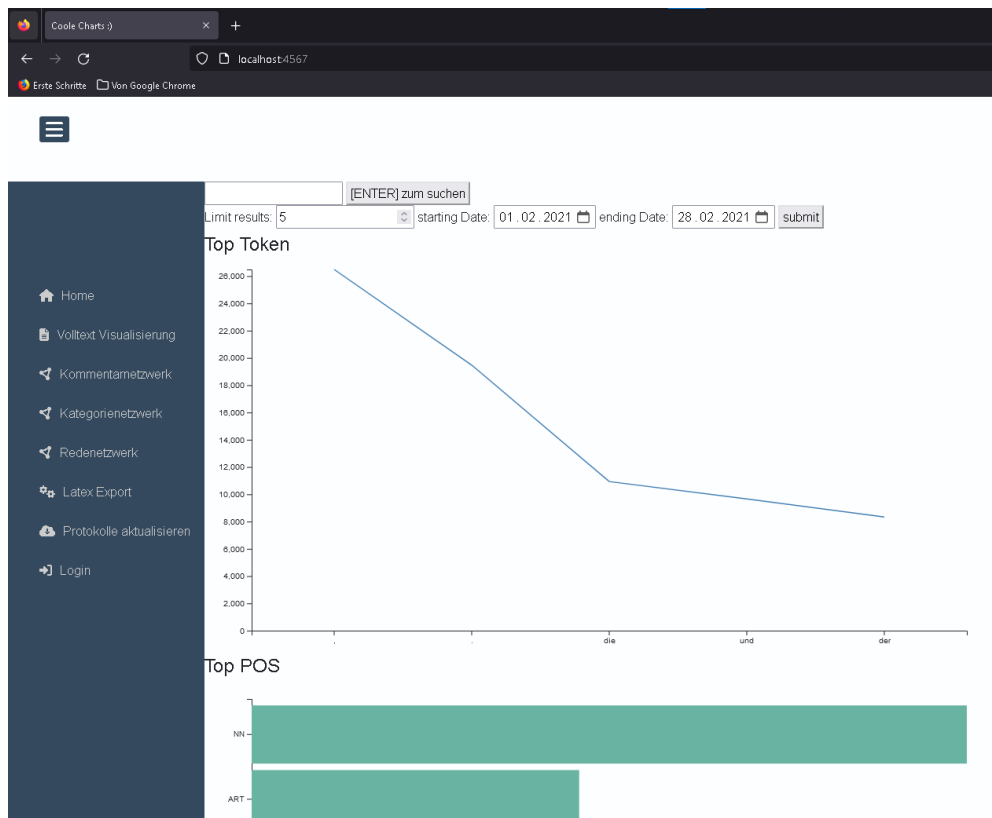 Coole Charts :)
localhost:4567
Erste Schritte Von Google Chrome
[ENTER] zum suchen
Limit results: 5 starting Date: 01.02.2021 ending Date: 28.02.2021 submit
Top Token
26,000
24,000
22,000
20,000
18,000
16,000
14,000
12,000
10,000
8,000
6,000
4,000
2,000
0
die und der
Home
Volltext Visualisierung
Kommentarnetzwerk
Kategorienetzwerk
Redenetzwerk
Latex Export
Protokolle aktualisieren
Login
Top POS
NN
ART